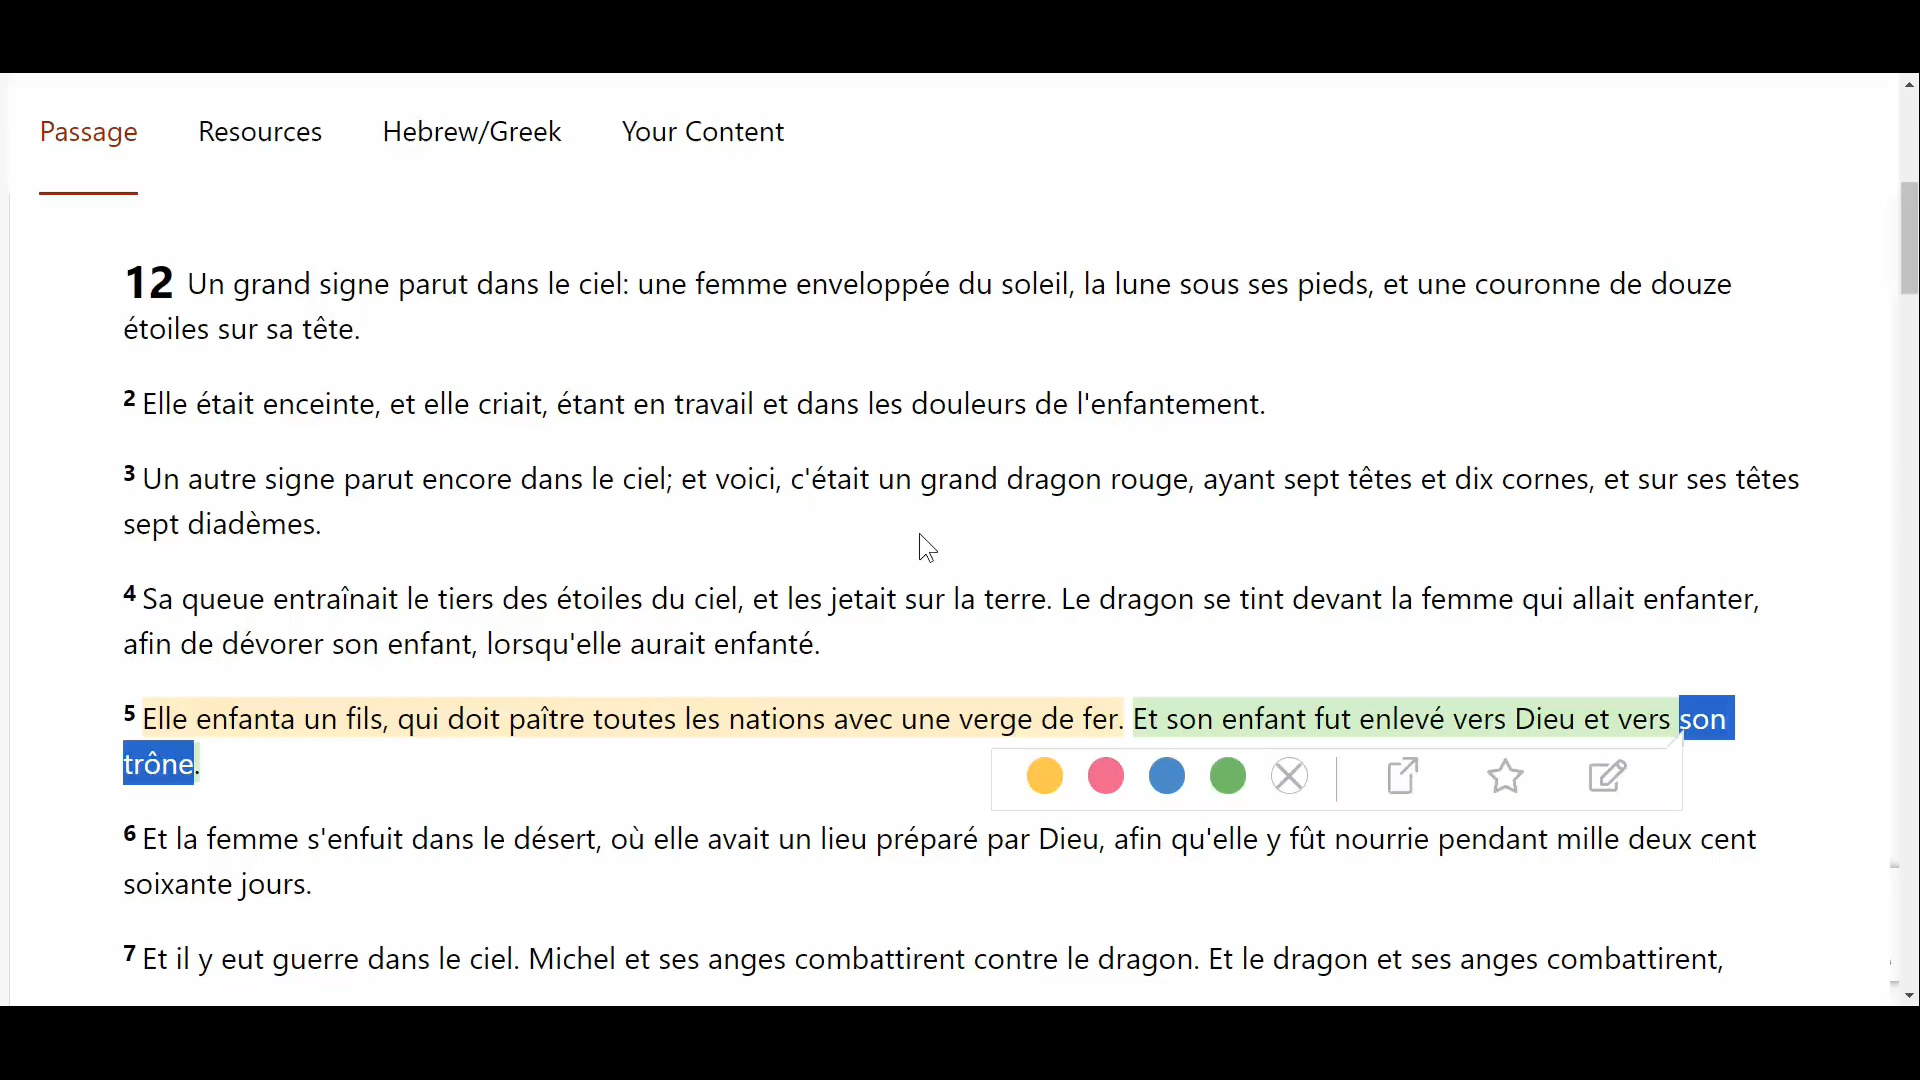 Passage Resources Hebrew/Greek Your Content
12 Un grand signe parut dans le ciel: une femme enveloppée du soleil, la lune sous ses pieds, et une couronne de douze
étoiles sur sa tête.
2 Elle était enceinte, et elle criait, étant en travail et dans les douleurs de l'enfantement.
3 Un autre signe parut encore dans le ciel; et voici, c'était un grand dragon rouge, ayant sept têtes et dix cornes, et sur ses têtes
sept diadèmes.
4 Sa queue entraînait le tiers des étoiles du ciel, et les jetait sur la terre. Le dragon se tint devant la femme qui allait enfanter,
afin de dévorer son enfant, lorsqu'elle aurait enfanté.
5 Elle enfanta un fils, qui doit paître toutes les nations avec une verge de fer. Et son enfant fut enlevé vers Dieu et vers son
trône.
6 Et la femme s'enfuit dans le désert, où elle avait un lieu préparé par Dieu, afin qu'elle y fût nourrie pendant mille deux cent
soixante jours.
7 Et il y eut guerre dans le ciel. Michel et ses anges combattirent contre le dragon. Et le dragon et ses anges combattirent,